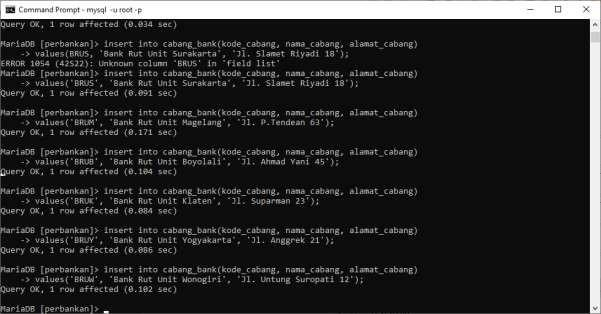 Command Prompt - mysql -u root -p
Query OK, 1 row affected (0.034 sec)
MariaDB [perbankan]> insert into cabang_bank(kode_cabang, nama_cabang, alamat_cabang)
-> values(BRUS, 'Bank Rut Unit Surakarta', 'Jl. Slamet Riyadi 18');
ERROR 1054 (42S22): Unknown column 'BRUS' in 'field list'
MariaDB [perbankan]> insert into cabang_bank(kode_cabang, nama_cabang, alamat_cabang)
-> values('BRUS', 'Bank Rut Unit Surakarta', 'Jl. Slamet Riyadi 18');
Query OK, 1 row affected (0.091 sec)
MariaDB [perbankan]> insert into cabang_bank(kode_cabang, nama_cabang, alamat_cabang)
-> values('BRUM', 'Bank Rut Unit Magelang', 'Jl. P.Tendean 63');
Query OK, 1 row affected (0.171 sec)
MariaDB [perbankan]> insert into cabang_bank(kode_cabang, nama_cabang, alamat_cabang)
-> values('BRUB', 'Bank Rut Unit Boyolali', 'Jl. Ahmad Yani 45');
Query OK, 1 row affected (0.104 sec)
MariaDB [perbankan]> insert into cabang_bank(kode_cabang, nama_cabang, alamat_cabang)
-> values('BRUK', 'Bank Rut Unit Klaten', 'Jl. Suparman 23');
Query OK, 1 row affected (0.084 sec)
MariaDB [perbankan]> insert into cabang_bank(kode_cabang, nama_cabang, alamat_cabang)
-> values('BRUY', 'Bank Rut Unit Yogyakarta', 'Jl. Anggrek 21');
Query OK, 1 row affected (0.086 sec)
MariaDB [perbankan]> insert into cabang_bank(kode_cabang, nama_cabang, alamat_cabang)
-> values('BRUW', 'Bank Rut Unit Wonogiri', 'Jl. Untung Suropati 12');
Query OK, 1 row affected (0.102 sec)
MariaDB [perbankan]>